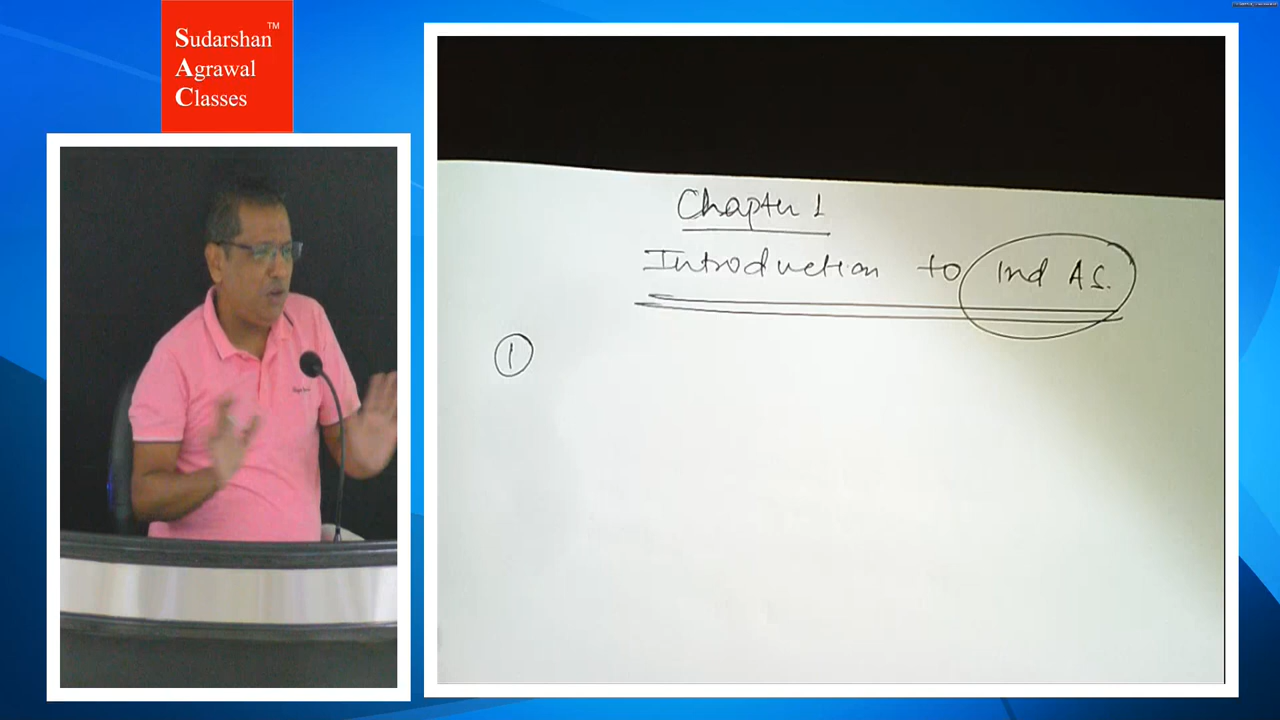 Sudarshan™
Agrawal
Classes
Chapter 1
Introduction to Ind AS.
1